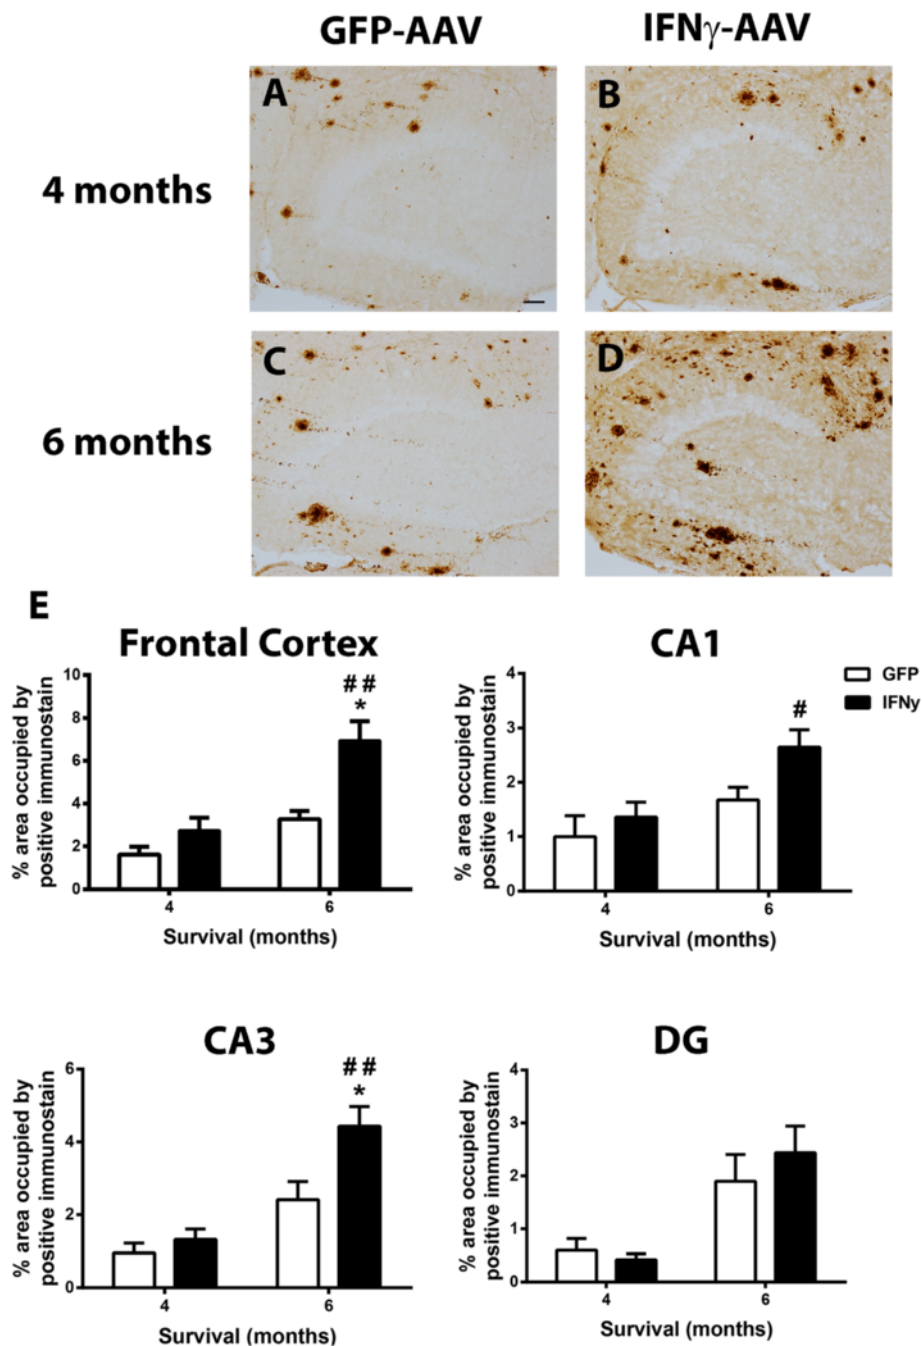 GFP-AAV IFNγ-AAV
A B
4 months
C D
6 months
E
Frontal Cortex
10
8
6
4
2
0
% area occupied by
positive immunostain
##
*
4 6
Survival (months)
CA1
4
3
2
1
0
% area occupied by
positive immunostain
#
4 6
Survival (months)
GFP
IFNy
CA3
6
4
2
0
% area occupied by
positive immunostain
##
*
4 6
Survival (months)
DG
4
3
2
1
0
% area occupied by
positive immunostain
4 6
Survival (months)